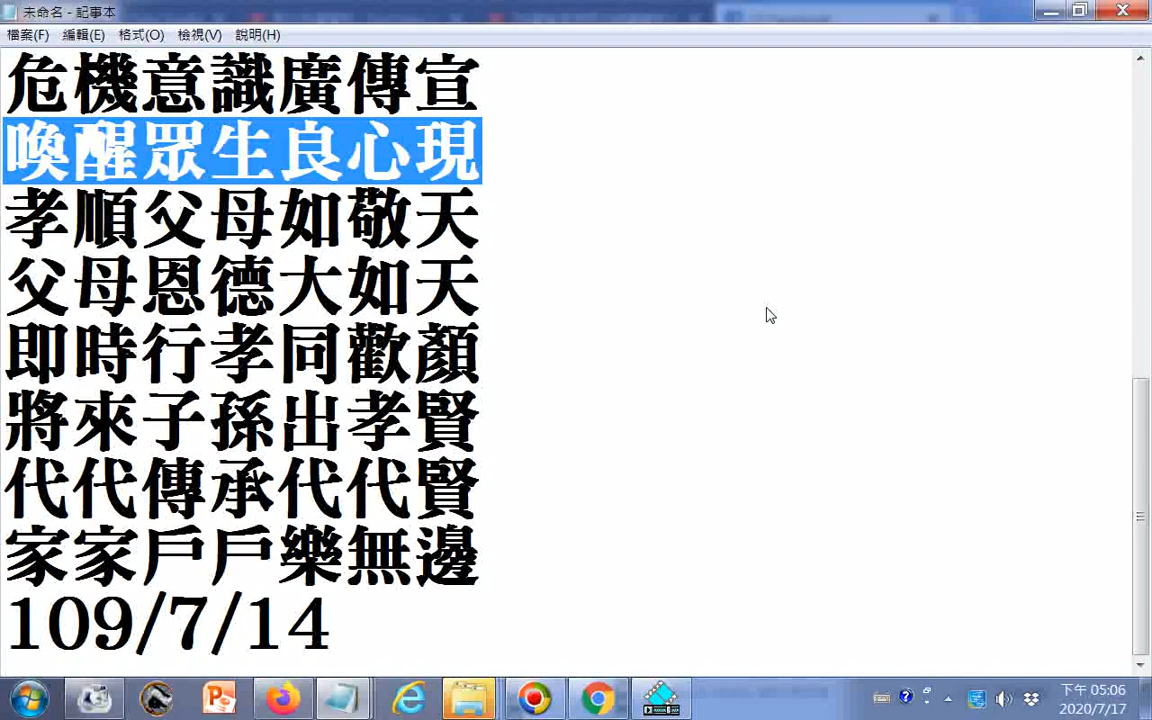 未命名 - 記事本
檔案(F) 編輯(E) 格式(O) 檢視(V) 說明(H)
危機意識廣傳宣
喚醒眾生良心現
孝順父母如敬天
父母恩德大如天
即時行孝同歡顏
將來子孫出孝賢
代代傳承代代賢
家家戶戶樂無邊
109/7/14
下午 05:06
2020/7/17